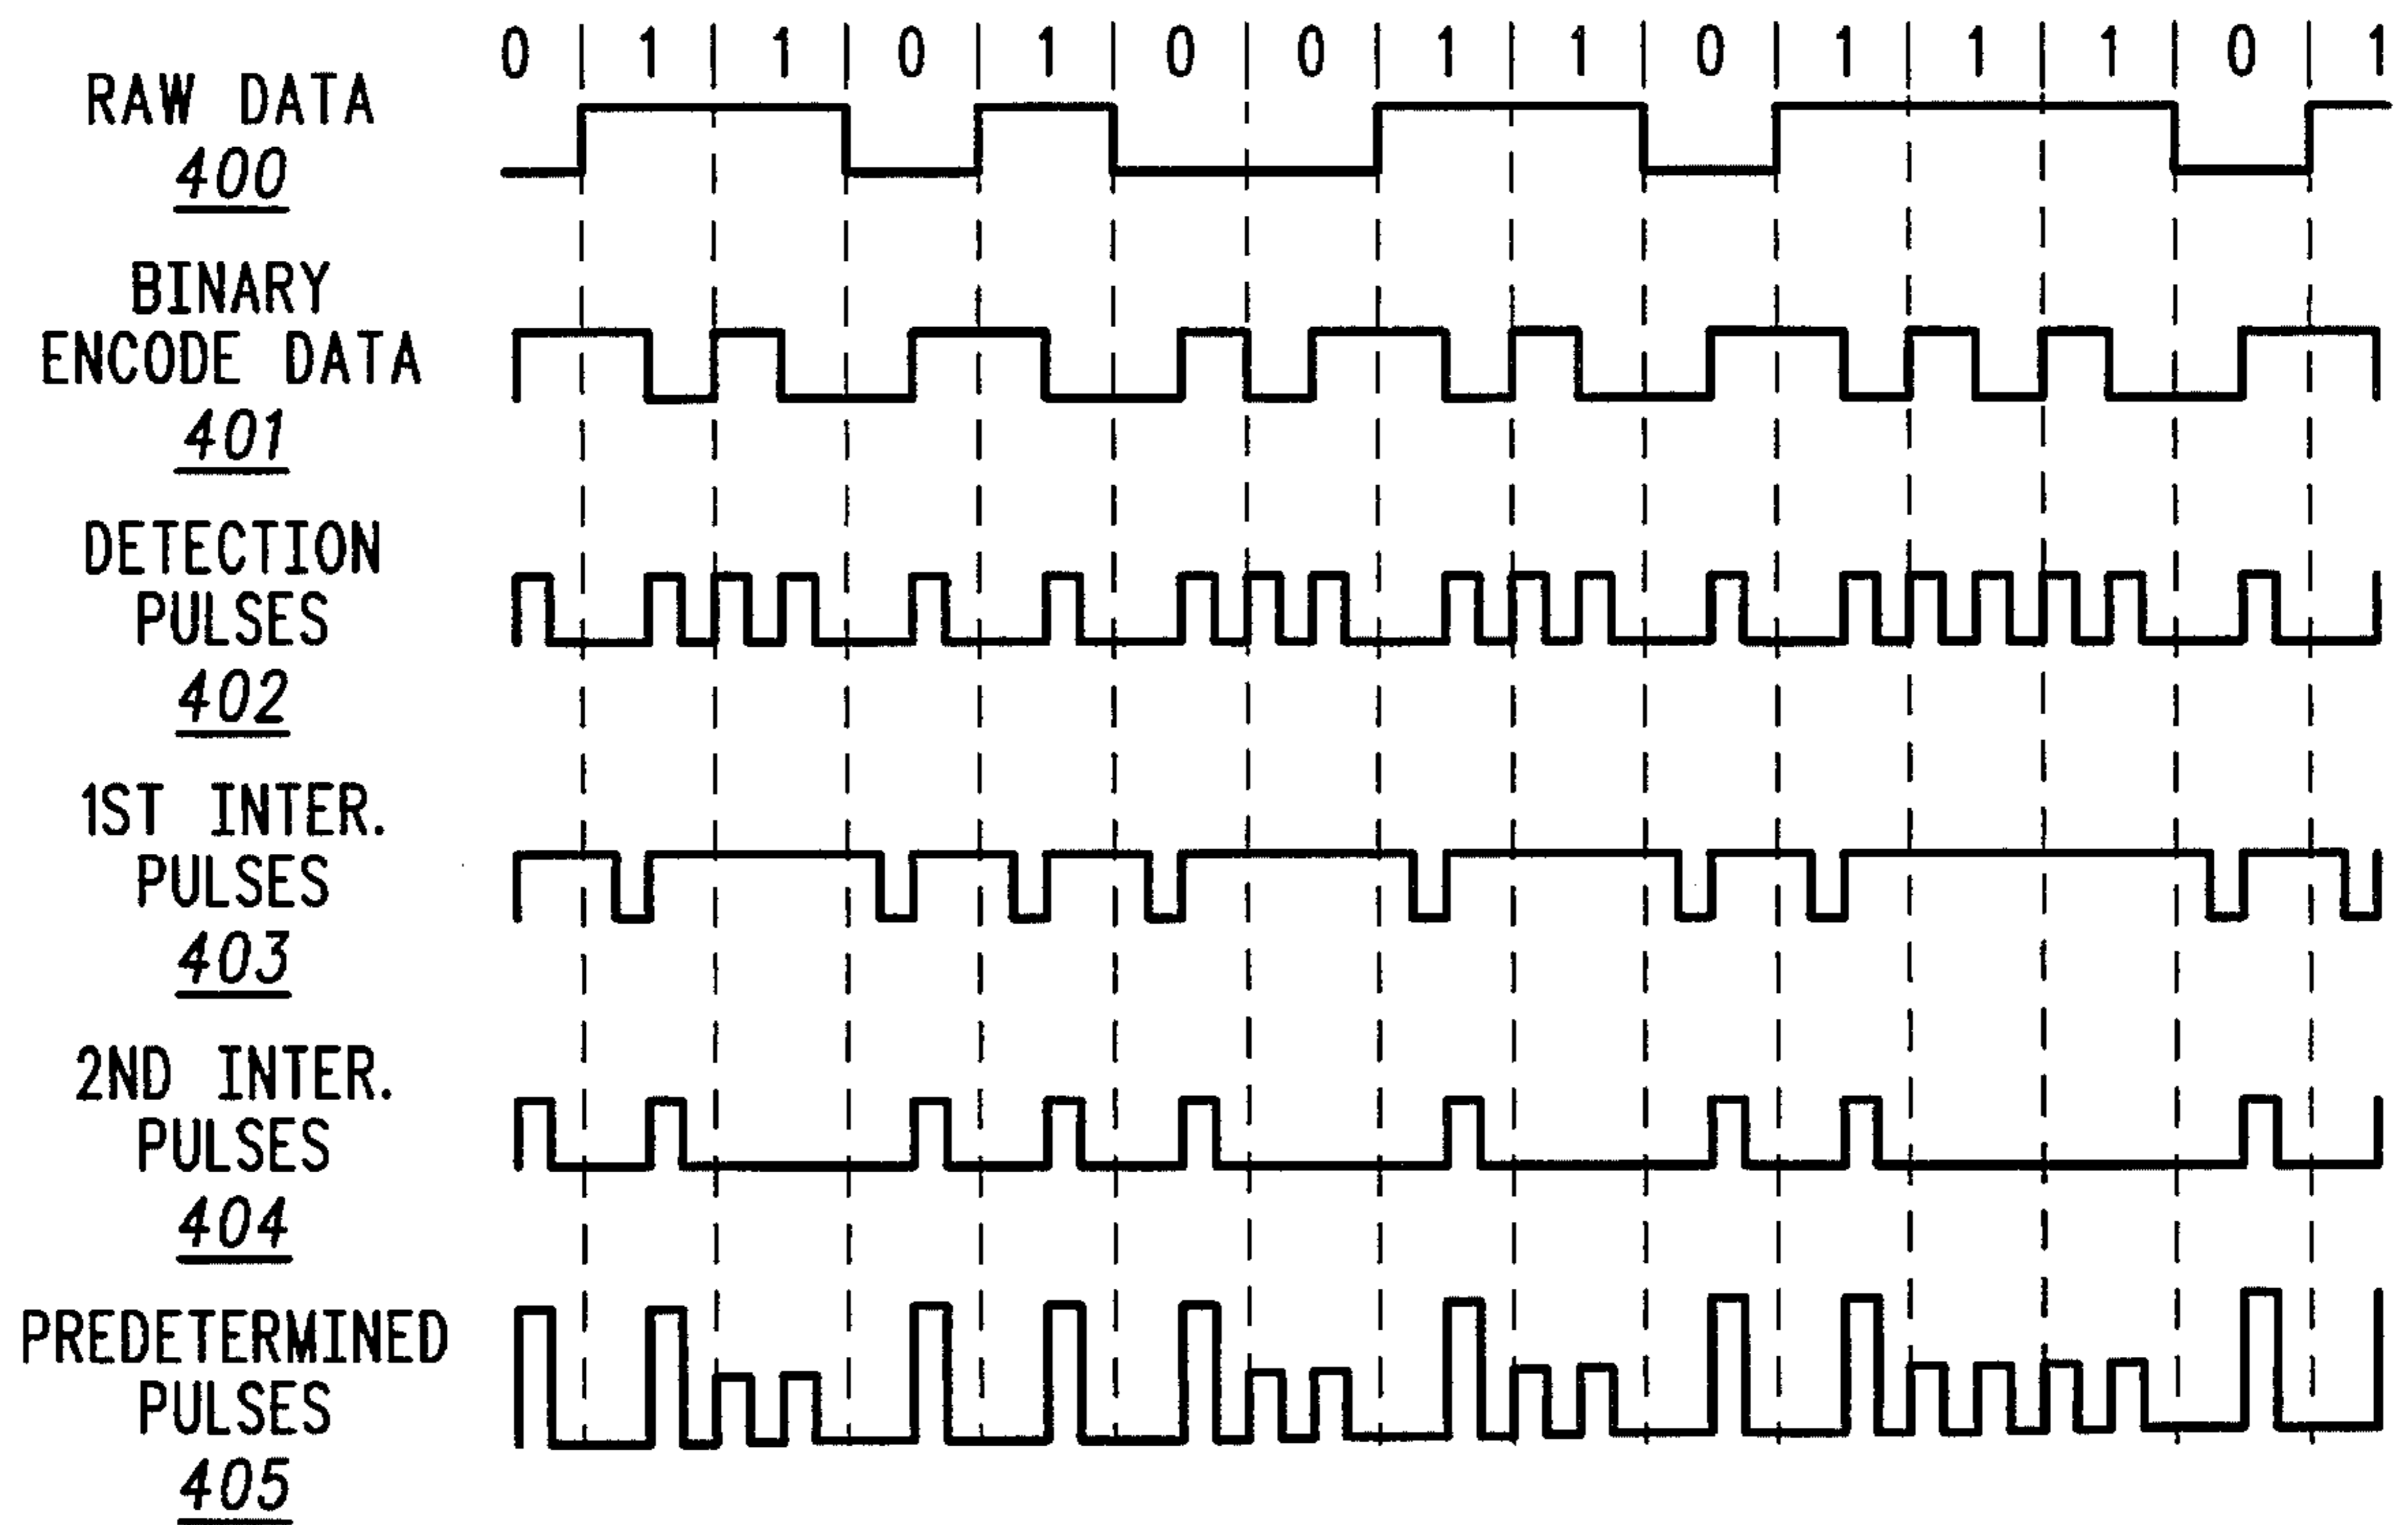 0 | 1 | 1 | 0 | 1 | 0 | 0 | 1 | 1 | 0 | 1 | 1 | 1 | 0 | 1
RAW DATA
400
BINARY
ENCODE DATA
401
DETECTION
PULSES
402
1ST INTER.
PULSES
403
2ND INTER.
PULSES
404
PREDETERMINED
PULSES
405